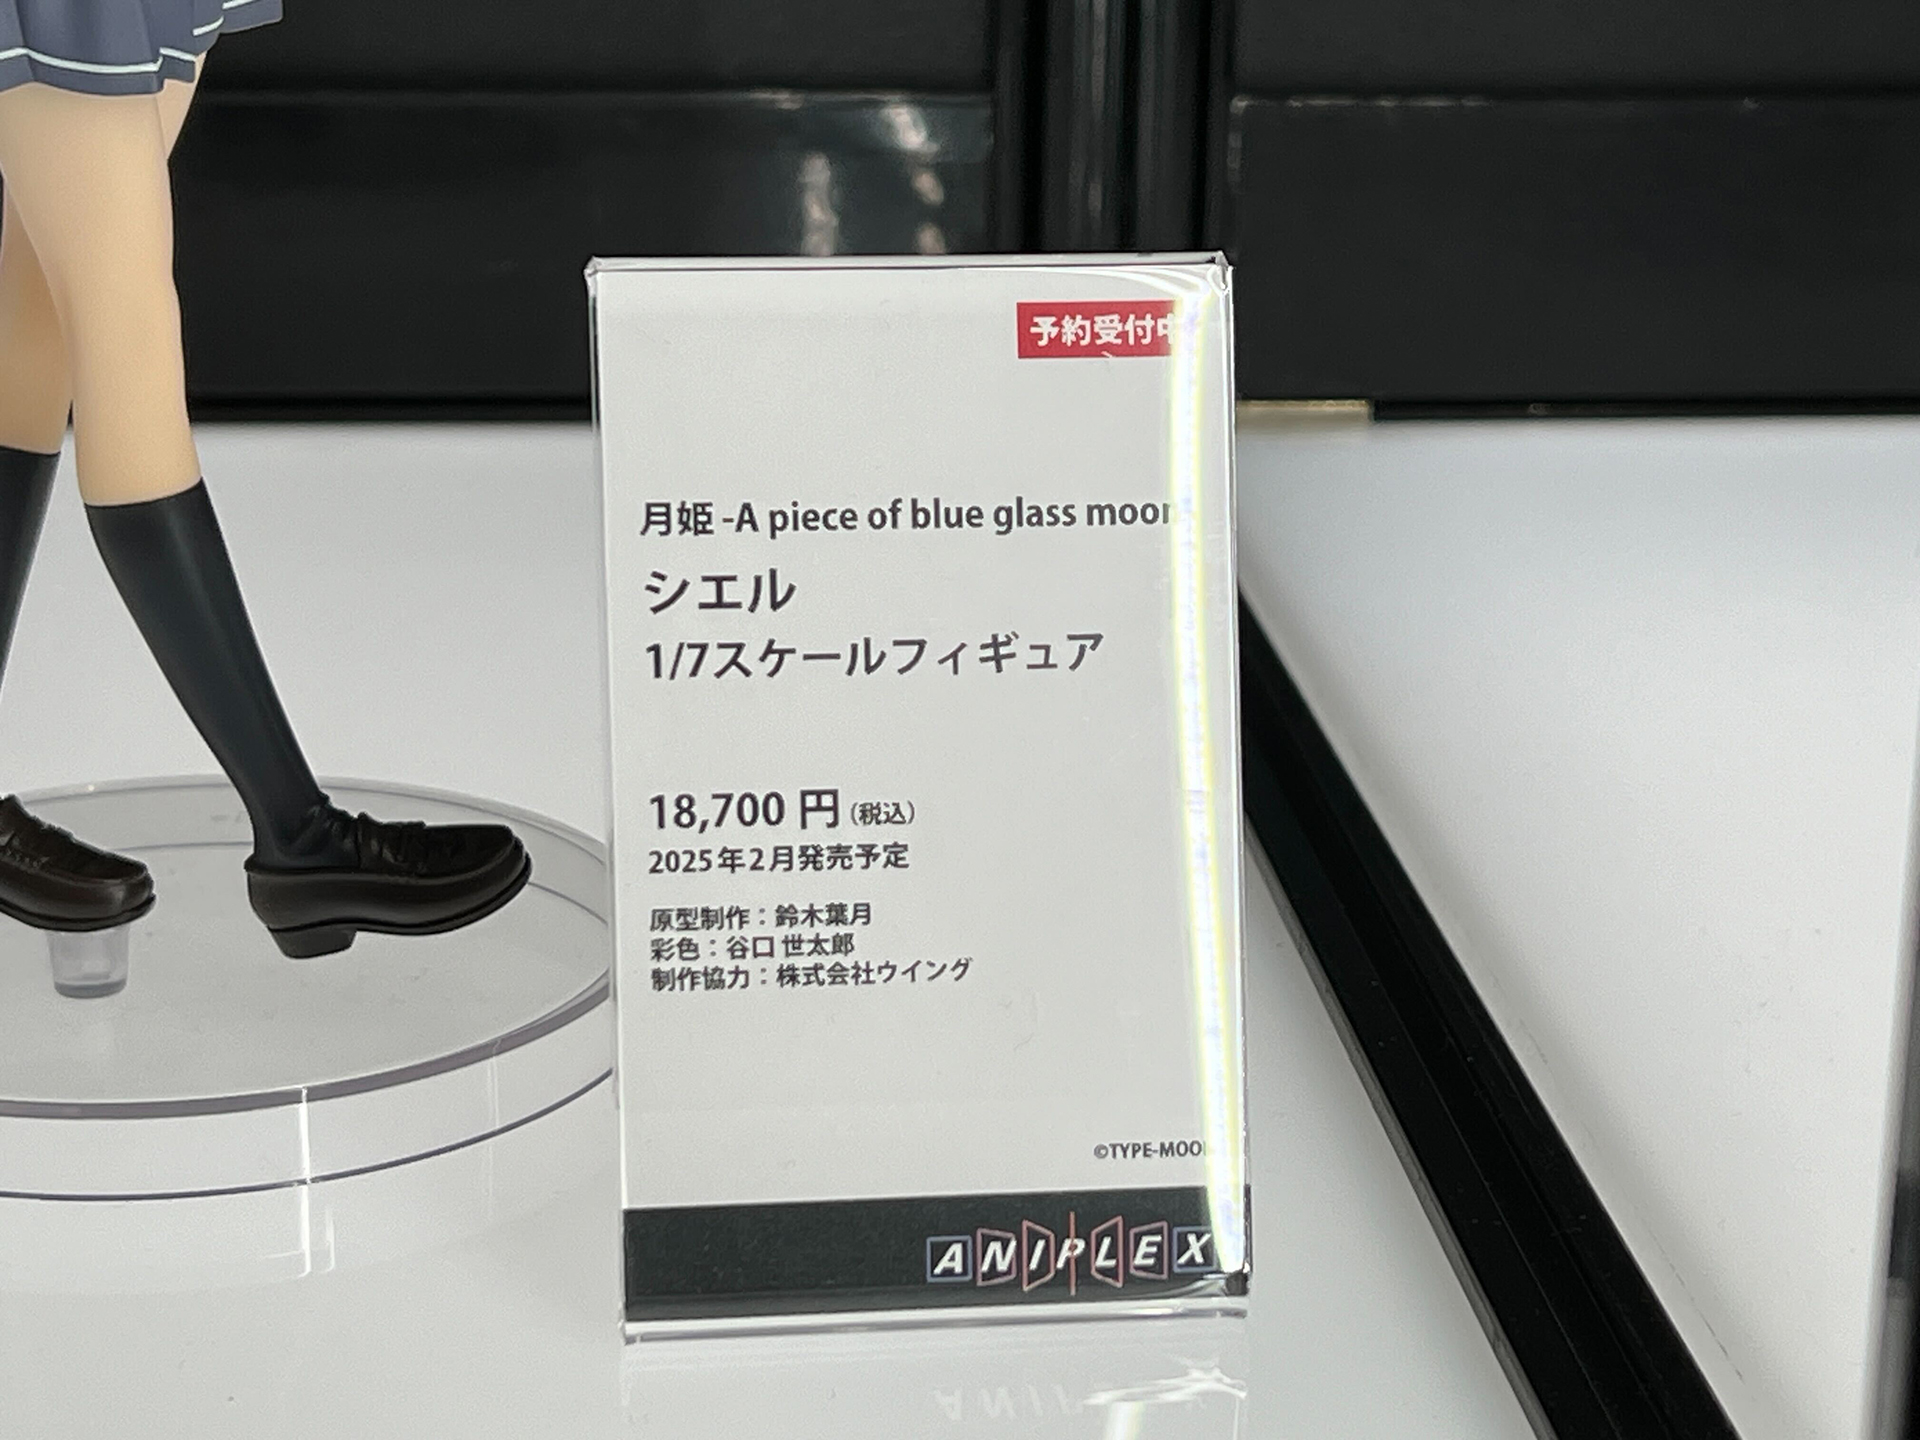 予約受付中
月姫 -A piece of blue glass moon
シエル
1/7スケールフィギュア
18,700 円 (税込)
2025年2月発売予定
原型制作：鈴木葉月
彩色：谷口 世太郎
制作協力：株式会社ウイング
©TYPE-MOON
ANIPLEX